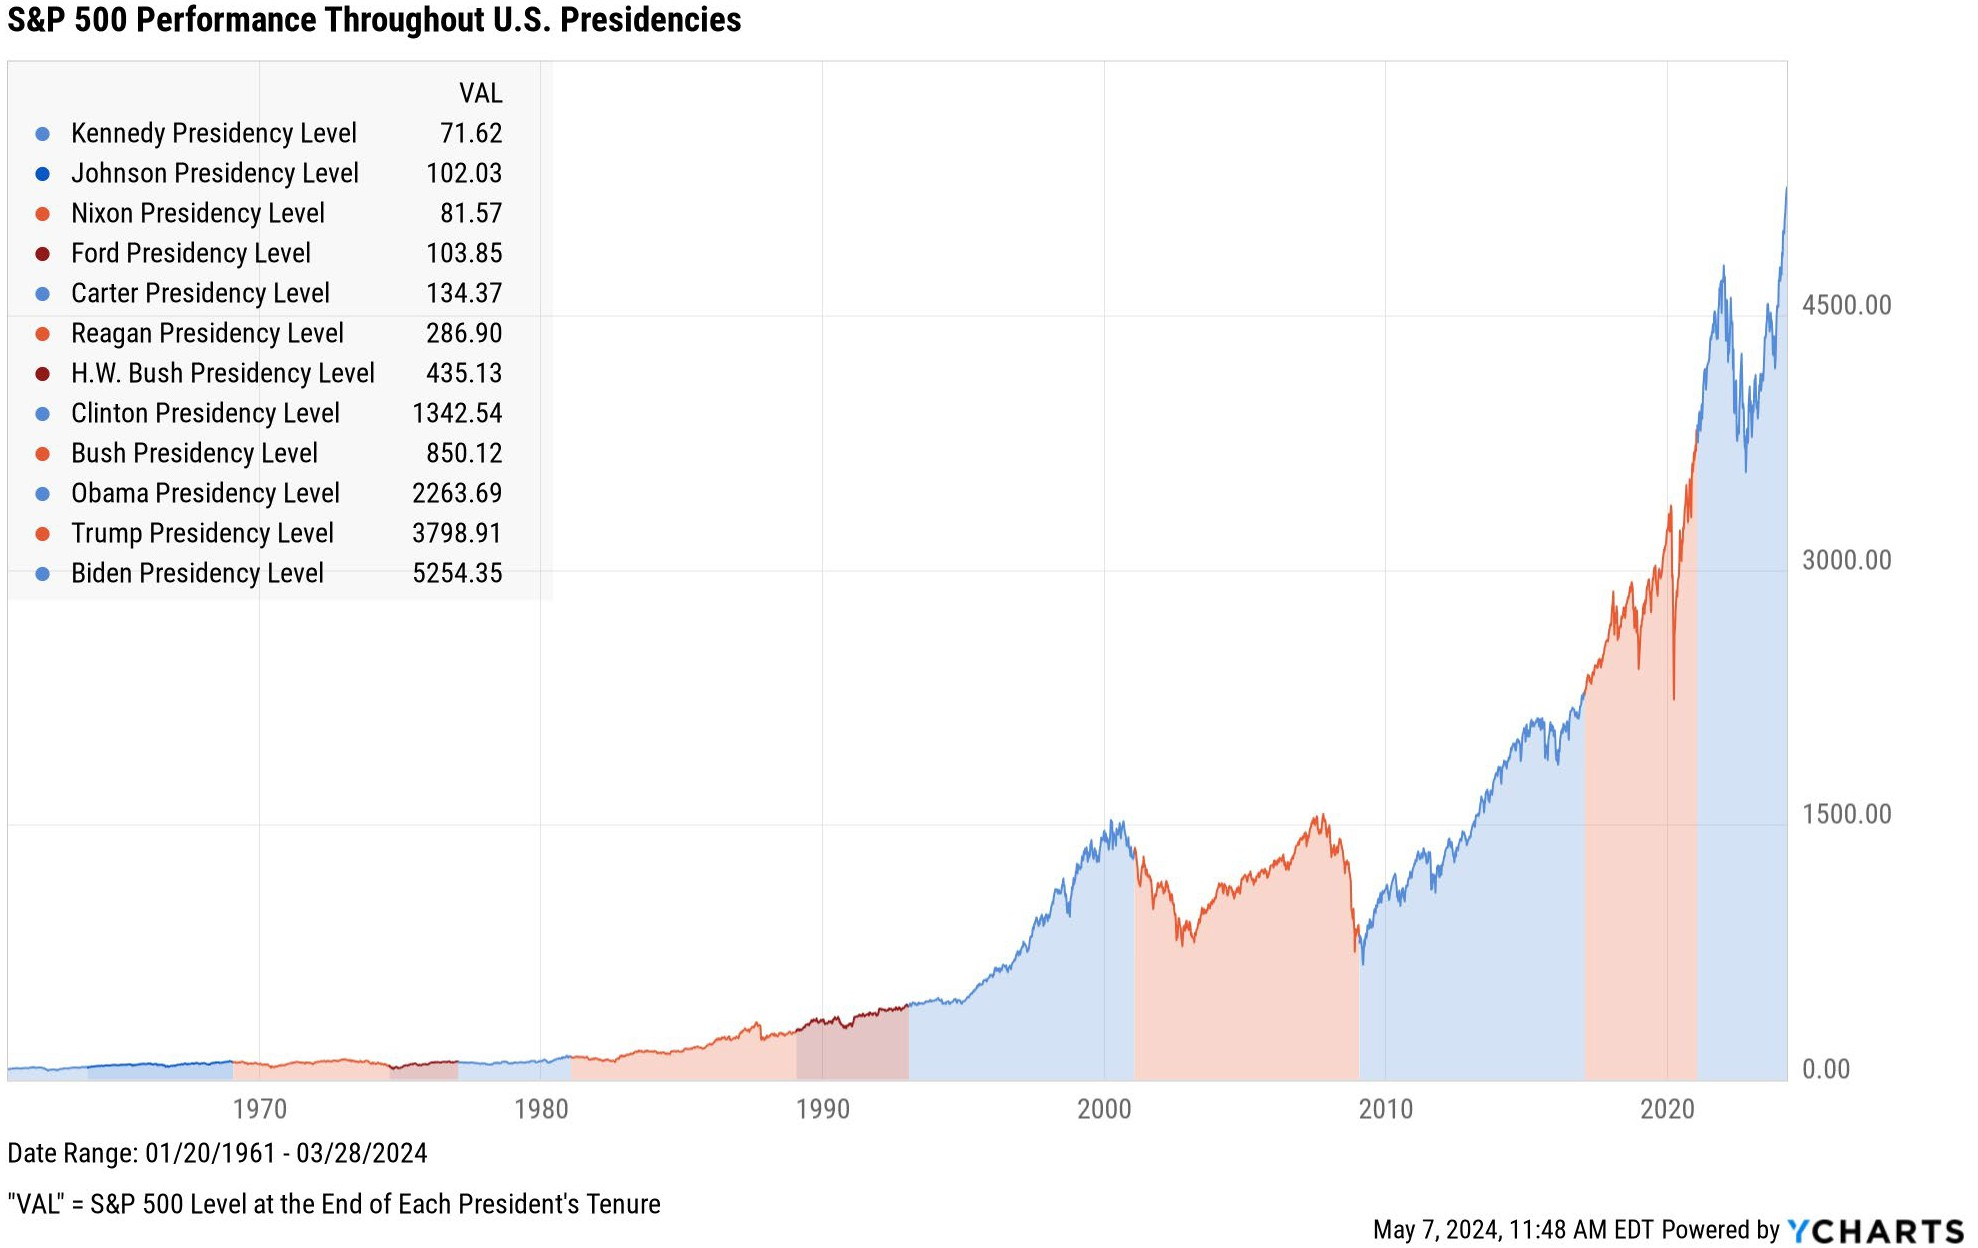 S&P 500 Performance Throughout U.S. Presidencies
VAL
Kennedy Presidency Level 71.62
Johnson Presidency Level 102.03
Nixon Presidency Level 81.57
Ford Presidency Level 103.85
Carter Presidency Level 134.37
Reagan Presidency Level 286.90
H.W. Bush Presidency Level 435.13
Clinton Presidency Level 1342.54
Bush Presidency Level 850.12
Obama Presidency Level 2263.69
Trump Presidency Level 3798.91
Biden Presidency Level 5254.35
4500.00
3000.00
1500.00
0.00
1970 1980 1990 2000 2010 2020
Date Range: 01/20/1961 - 03/28/2024
"VAL" = S&P 500 Level at the End of Each President's Tenure
May 7, 2024, 11:48 AM EDT Powered by YCHARTS